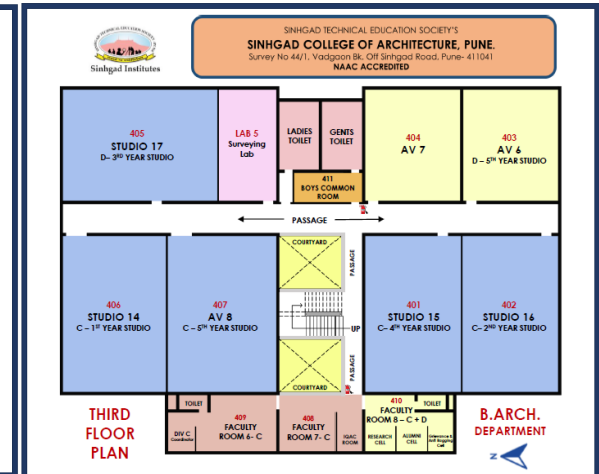 SINHGAD TECHNICAL EDUCATION SOCIETY'S
SINHGAD COLLEGE OF ARCHITECTURE, PUNE.
Survey No 44/1, Vadgaon Bk. Off Sinhgad Road, Pune- 411041
NAAC ACCREDITED
Sinhgad Institutes
405
STUDIO 17
D– 3RD YEAR STUDIO
LAB 5
Surveying
Lab
LADIES
TOILET
GENTS
TOILET
404
AV 7
403
AV 6
D – 5TH YEAR STUDIO
411
BOYS COMMON
ROOM
PASSAGE
COURTYARD
PASSAGE
406
STUDIO 14
C – 1ST YEAR STUDIO
407
AV 8
C – 5TH YEAR STUDIO
UP
401
STUDIO 15
C– 4TH YEAR STUDIO
402
STUDIO 16
C– 2ND YEAR STUDIO
PASSAGE
COURTYARD
THIRD
FLOOR
PLAN
TOILET
DIV C
Coordinator
409
FACULTY
ROOM 6- C
408
FACULTY
ROOM 7- C
IQAC
ROOM
410
FACULTY
ROOM 8 – C + D
TOILET
RESEARCH
CELL
ALUMNI
CELL
Grievance &
Anti Ragging
Cell
B.ARCH.
DEPARTMENT
N